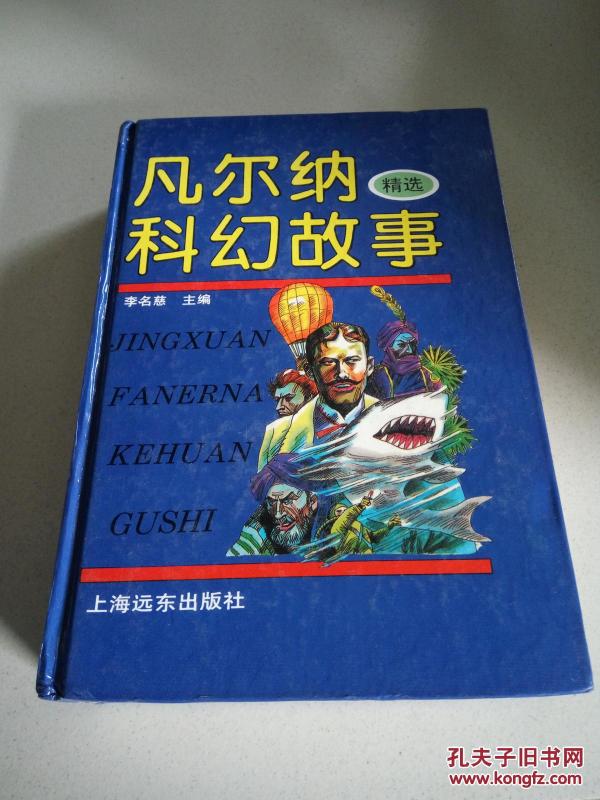 凡尔纳 精选
科幻故事
李名慈 主编
JINGXUAN
FANERNA
KEHUAN
GUSHI
上海远东出版社
孔夫子旧书网
www.kongfz.com